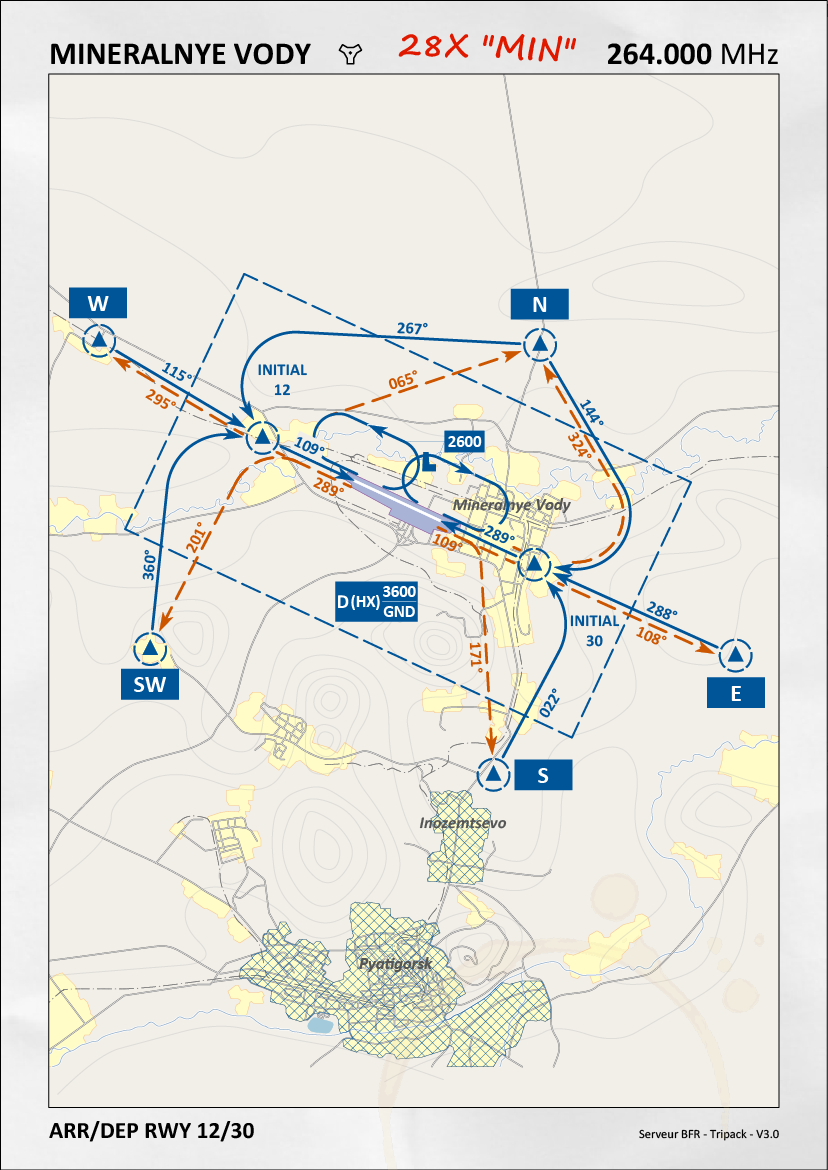 MINERALNYE VODY 28X "MIN" 264.000 MHz
W
N
267°
INITIAL
12
115°
295°
065°
144°
324°
109°
289°
2600
L
Mineralnye Vody
289°
109°
201°
360°
D (HX) 3600
GND
171°
288°
108°
INITIAL
30
022°
SW
E
S
Inozemtsevo
Pyatigorsk
ARR/DEP RWY 12/30
Serveur BFR - Tripack - V3.0